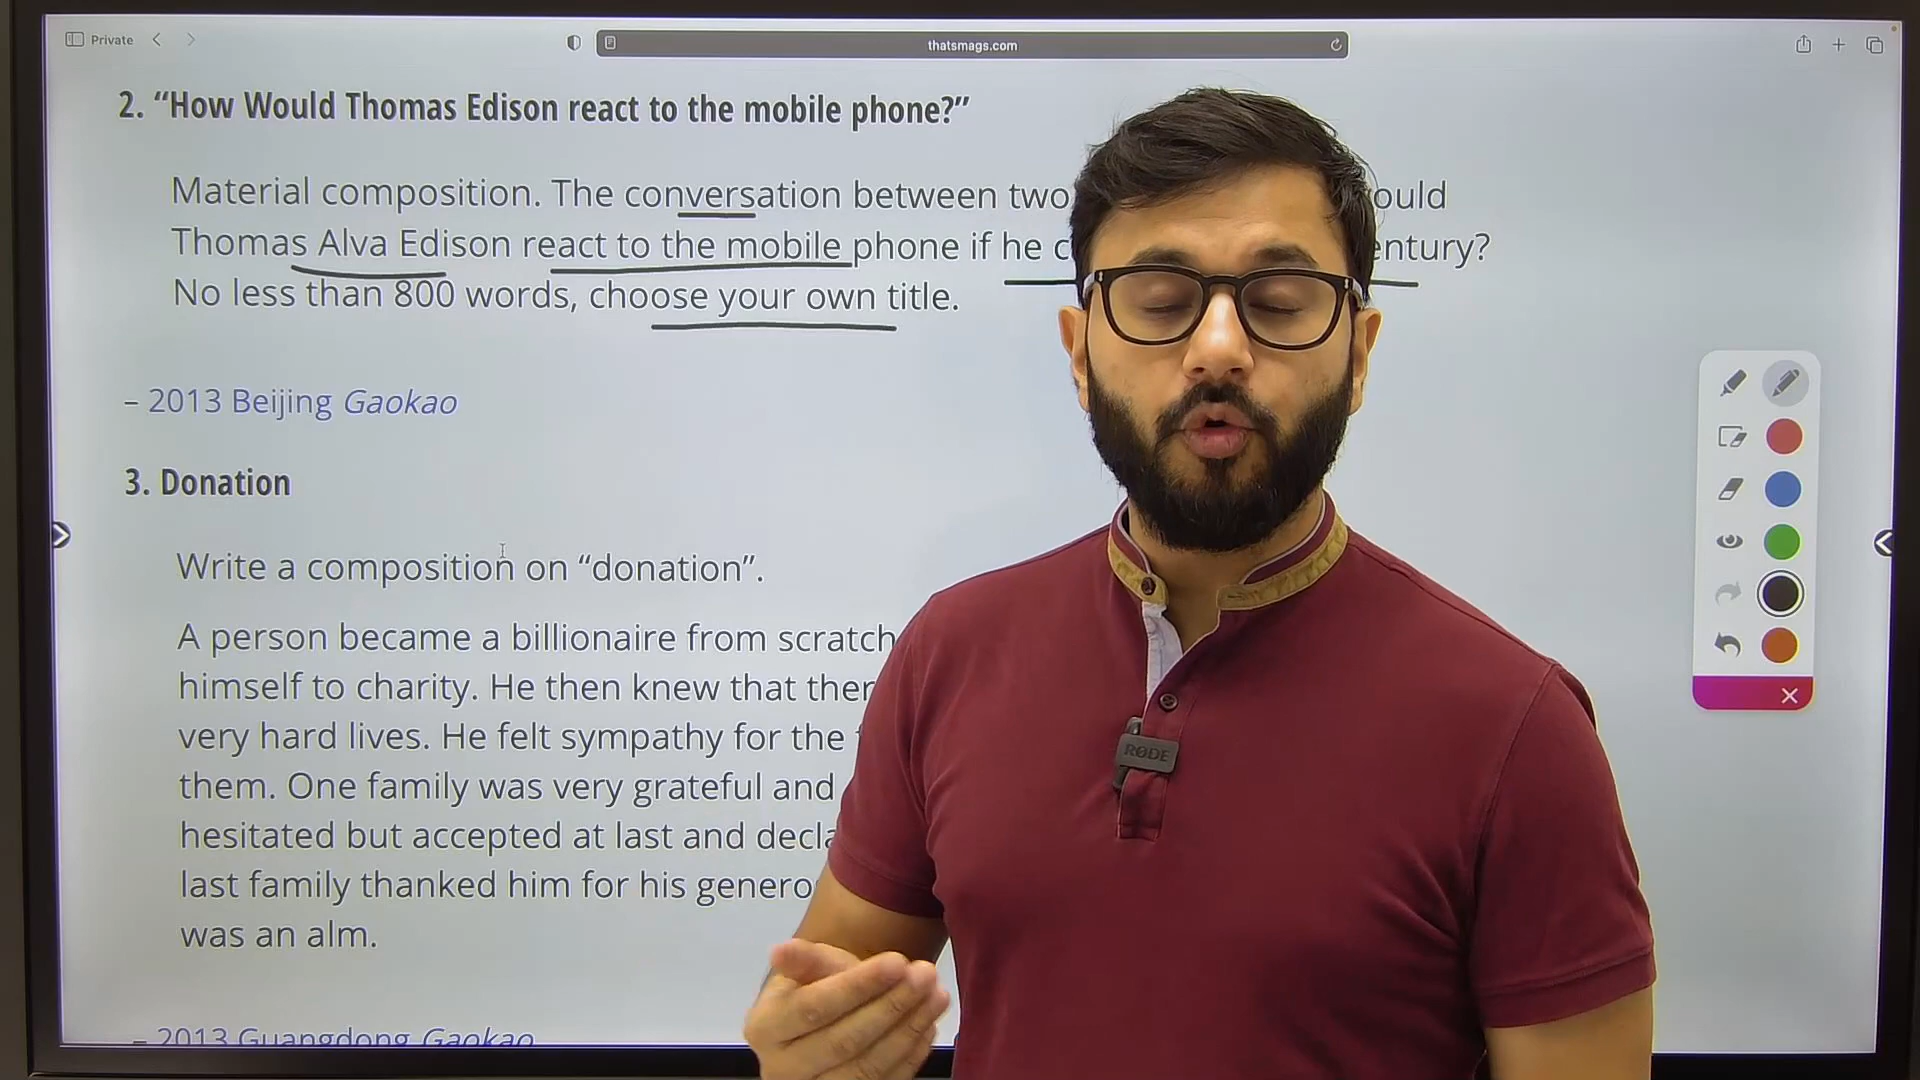 Private
thatsmags.com
2. “How Would Thomas Edison react to the mobile phone?”
Material composition. The conversation between two ould
Thomas Alva Edison react to the mobile phone if he c entury?
No less than 800 words, choose your own title.
– 2013 Beijing Gaokao
3. Donation
Write a composition on “donation”.
A person became a billionaire from scratch
himself to charity. He then knew that ther
very hard lives. He felt sympathy for the
them. One family was very grateful and
hesitated but accepted at last and decla
last family thanked him for his genero
was an alm.
– 2013 Guangdong Gaokao
RØDE